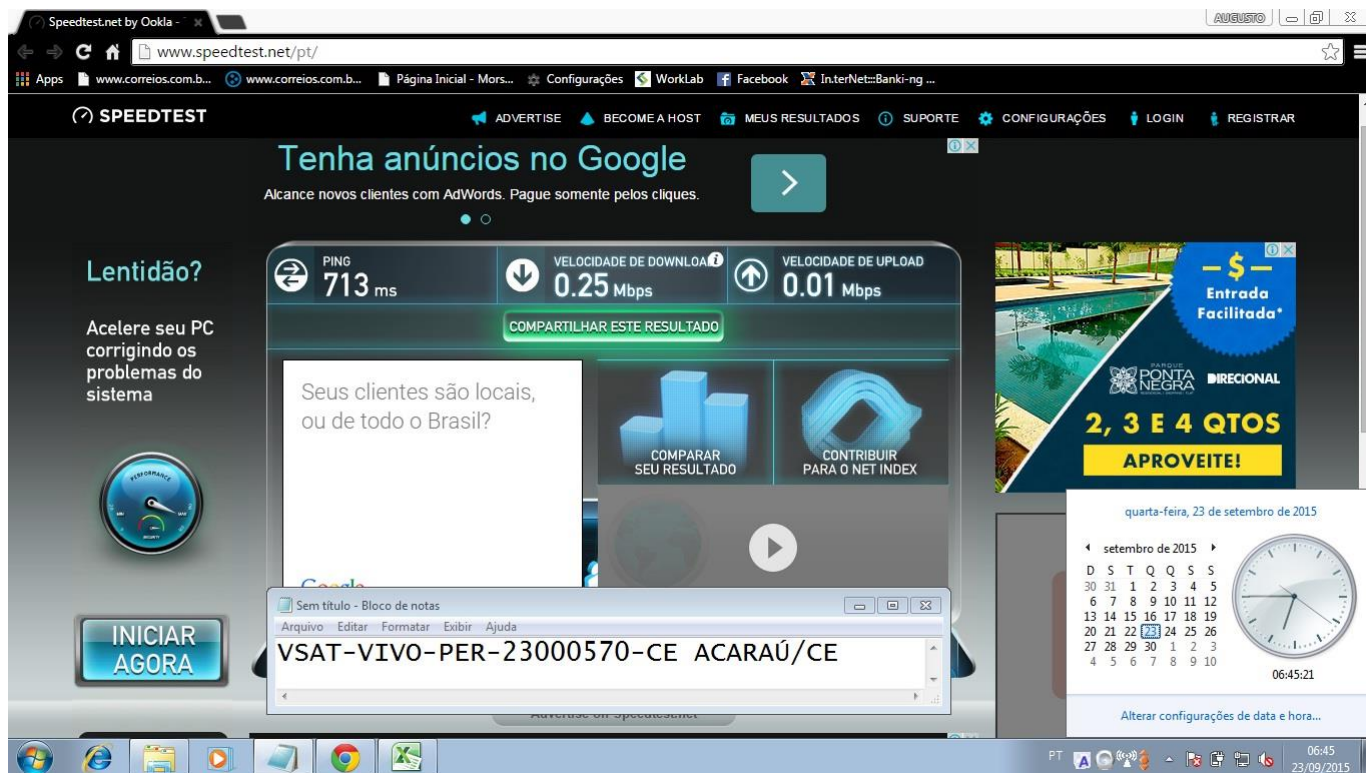 Speedtest.net by Ookla -
AUGUSTO
www.speedtest.net/pt/
Apps www.correios.com.b... www.correios.com.b... Página Inicial - Mors... Configurações WorkLab Facebook In.terNet:::Banki-ng ...
SPEEDTEST
ADVERTISE BECOME A HOST MEUS RESULTADOS SUPORTE CONFIGURAÇÕES LOGIN REGISTRAR
Tenha anúncios no Google
Alcance novos clientes com AdWords. Pague somente pelos cliques.
Lentidão?
Acelere seu PC
corrigindo os
problemas do
sistema
PERFORMANCE
SECURITY
INICIAR
AGORA
PING
713 ms
VELOCIDADE DE DOWNLOAD
0.25 Mbps
VELOCIDADE DE UPLOAD
0.01 Mbps
COMPARTILHAR ESTE RESULTADO
Seus clientes são locais,
ou de todo o Brasil?
Google
COMPARAR
SEU RESULTADO
CONTRIBUIR
PARA O NET INDEX
$
Entrada
Facilitada*
PARQUE
PONTA
NEGRA
DIRECIONAL
2, 3 E 4 QTOS
APROVEITE!
Sem título - Bloco de notas
Arquivo Editar Formatar Exibir Ajuda
VSAT-VIVO-PER-23000570-CE ACARAÚ/CE
Advertise on Speedtest.net
quarta-feira, 23 de setembro de 2015
setembro de 2015
D S T Q Q S S
30 31 1 2 3 4 5
6 7 8 9 10 11 12
13 14 15 16 17 18 19
20 21 22 23 24 25 26
27 28 29 30 1 2 3
4 5 6 7 8 9 10
06:45:21
Alterar configurações de data e hora...
PT
06:45
23/09/2015